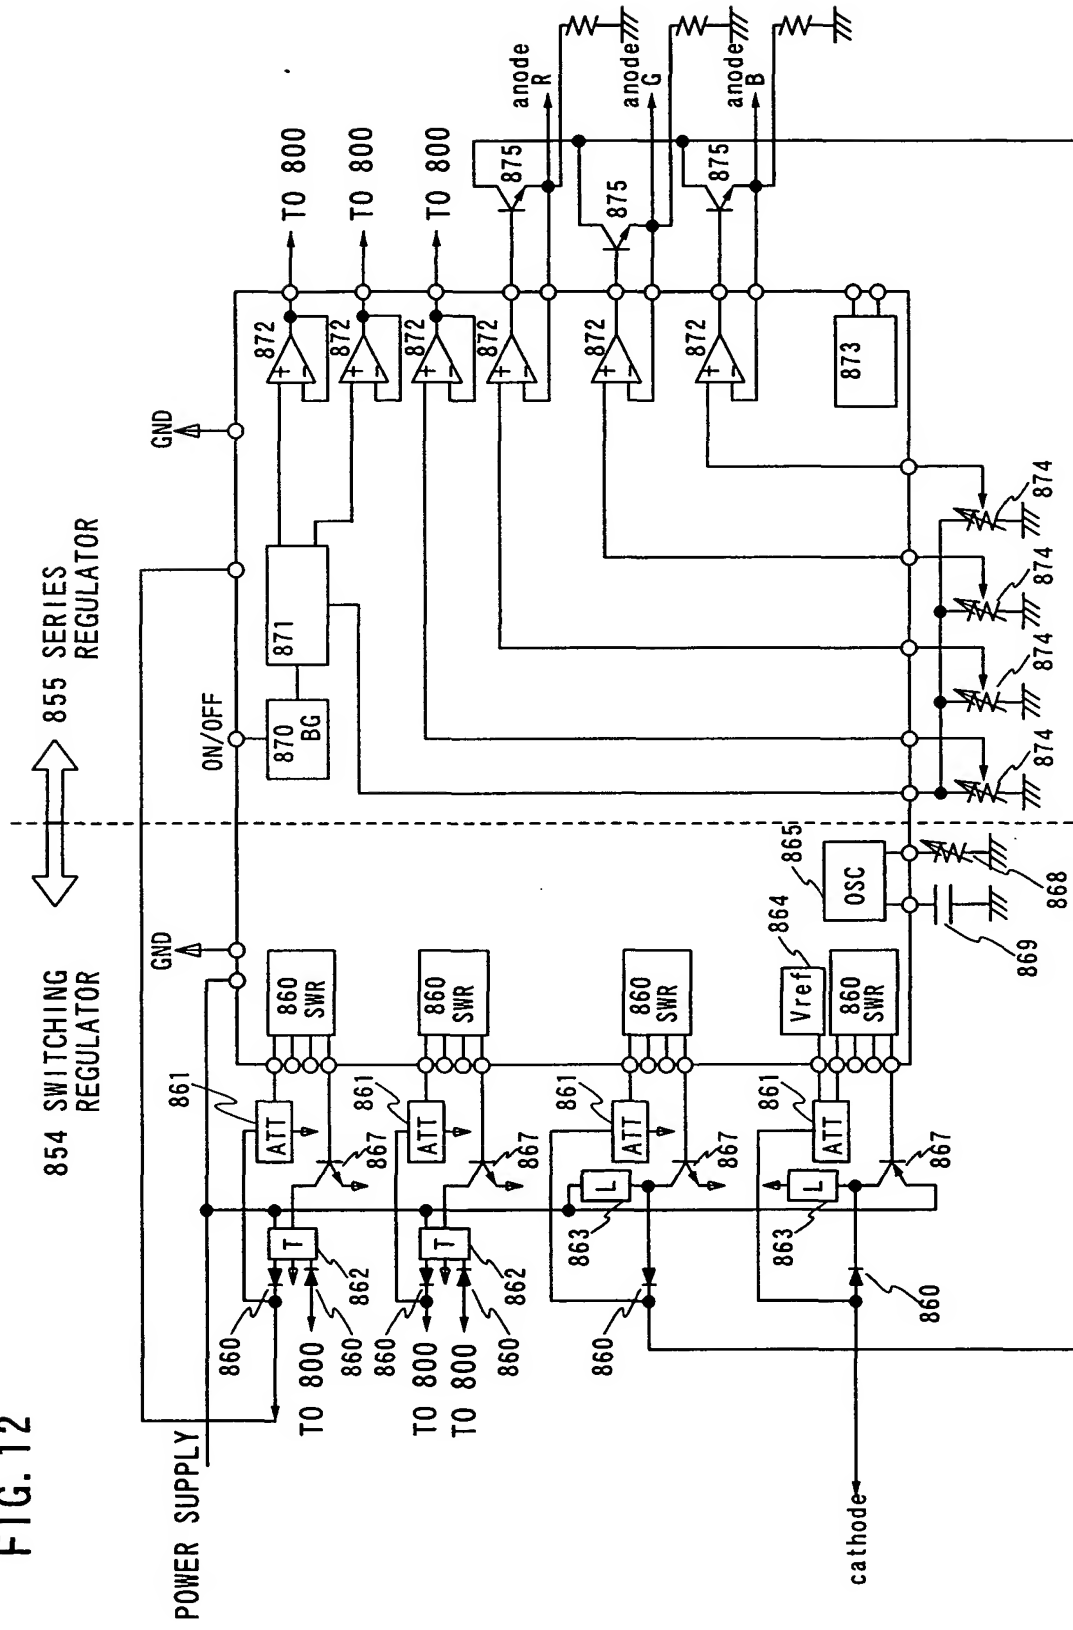 FIG. 12
854 SWITCHING
REGULATOR
855 SERIES
REGULATOR
POWER SUPPLY
GND
ON/OFF
GND
861
ATT
860
SWR
867
T
862
860
860
TO 800
861
ATT
860
SWR
867
T
862
860
860
TO 800
TO 800
861
ATT
860
SWR
867
L
863
860
864
Vref
861
ATT
860
SWR
867
L
863
860
cathode
865
OSC
869
868
870
BG
871
872
+
-
TO 800
872
+
-
TO 800
872
+
-
TO 800
872
+
-
875
anode
R
872
+
-
875
anode
G
872
+
-
875
anode
B
873
874
874
874
874